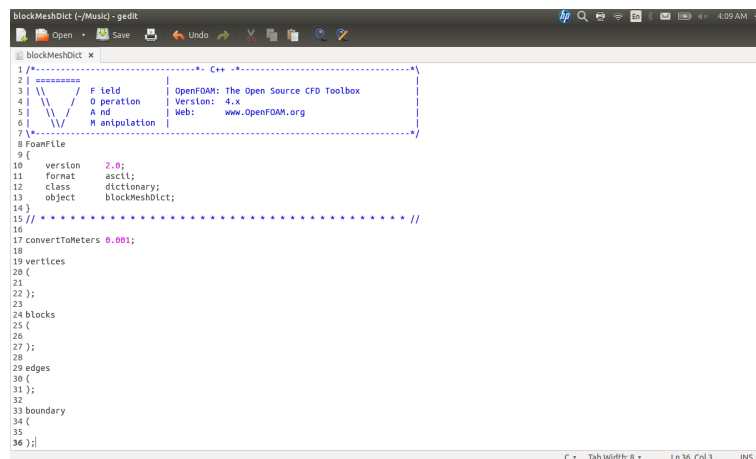 blockMeshDict (~/Music) - gedit
hp En 4:09 AM
Open Save Undo
blockMeshDict ×
1 /*--------------------------------*- C++ -*----------------------------------*\
2 | =========                 |                                                 |
3 | \\      /  F ield         | OpenFOAM: The Open Source CFD Toolbox           |
4 |  \\    /   O peration     | Version:  4.x                                   |
5 |   \\  /    A nd           | Web:      www.OpenFOAM.org                      |
6 |    \\/     M anipulation  |                                                 |
7 \*---------------------------------------------------------------------------*/
8 FoamFile
9 {
10     version     2.0;
11     format      ascii;
12     class       dictionary;
13     object      blockMeshDict;
14 }
15 // * * * * * * * * * * * * * * * * * * * * * * * * * * * * * * * * * * * * * //
16
17 convertToMeters 0.001;
18
19 vertices
20 (
21
22 );
23
24 blocks
25 (
26
27 );
28
29 edges
30 (
31 );
32
33 boundary
34 (
35
36 );
C Tab Width: 8 Ln 36, Col 3 INS